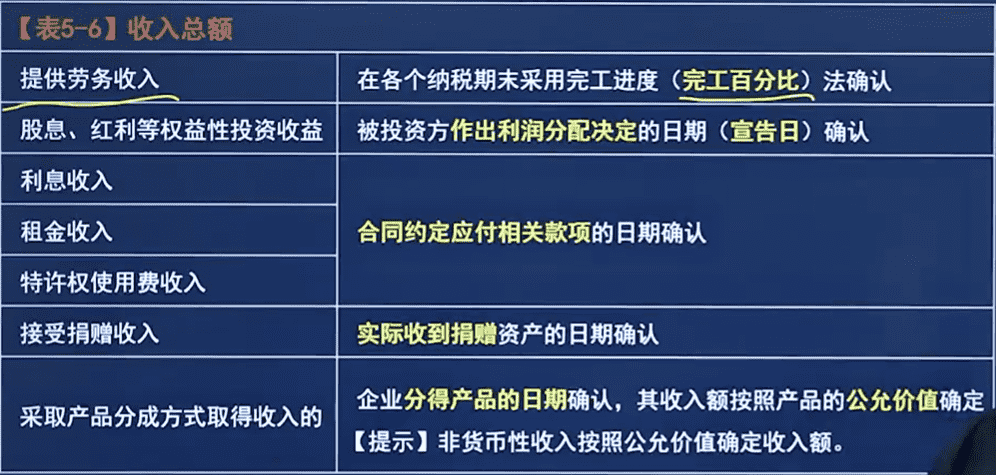 【表5-6】收入总额
提供劳务收入
在各个纳税期末采用完工进度（完工百分比）法确认
股息、红利等权益性投资收益
被投资方作出利润分配决定的日期（宣告日）确认
利息收入
租金收入
特许权使用费收入
合同约定应付相关款项的日期确认
接受捐赠收入
实际收到捐赠资产的日期确认
采取产品分成方式取得收入的
企业分得产品的日期确认，其收入额按照产品的公允价值确定
【提示】非货币性收入按照公允价值确定收入额。